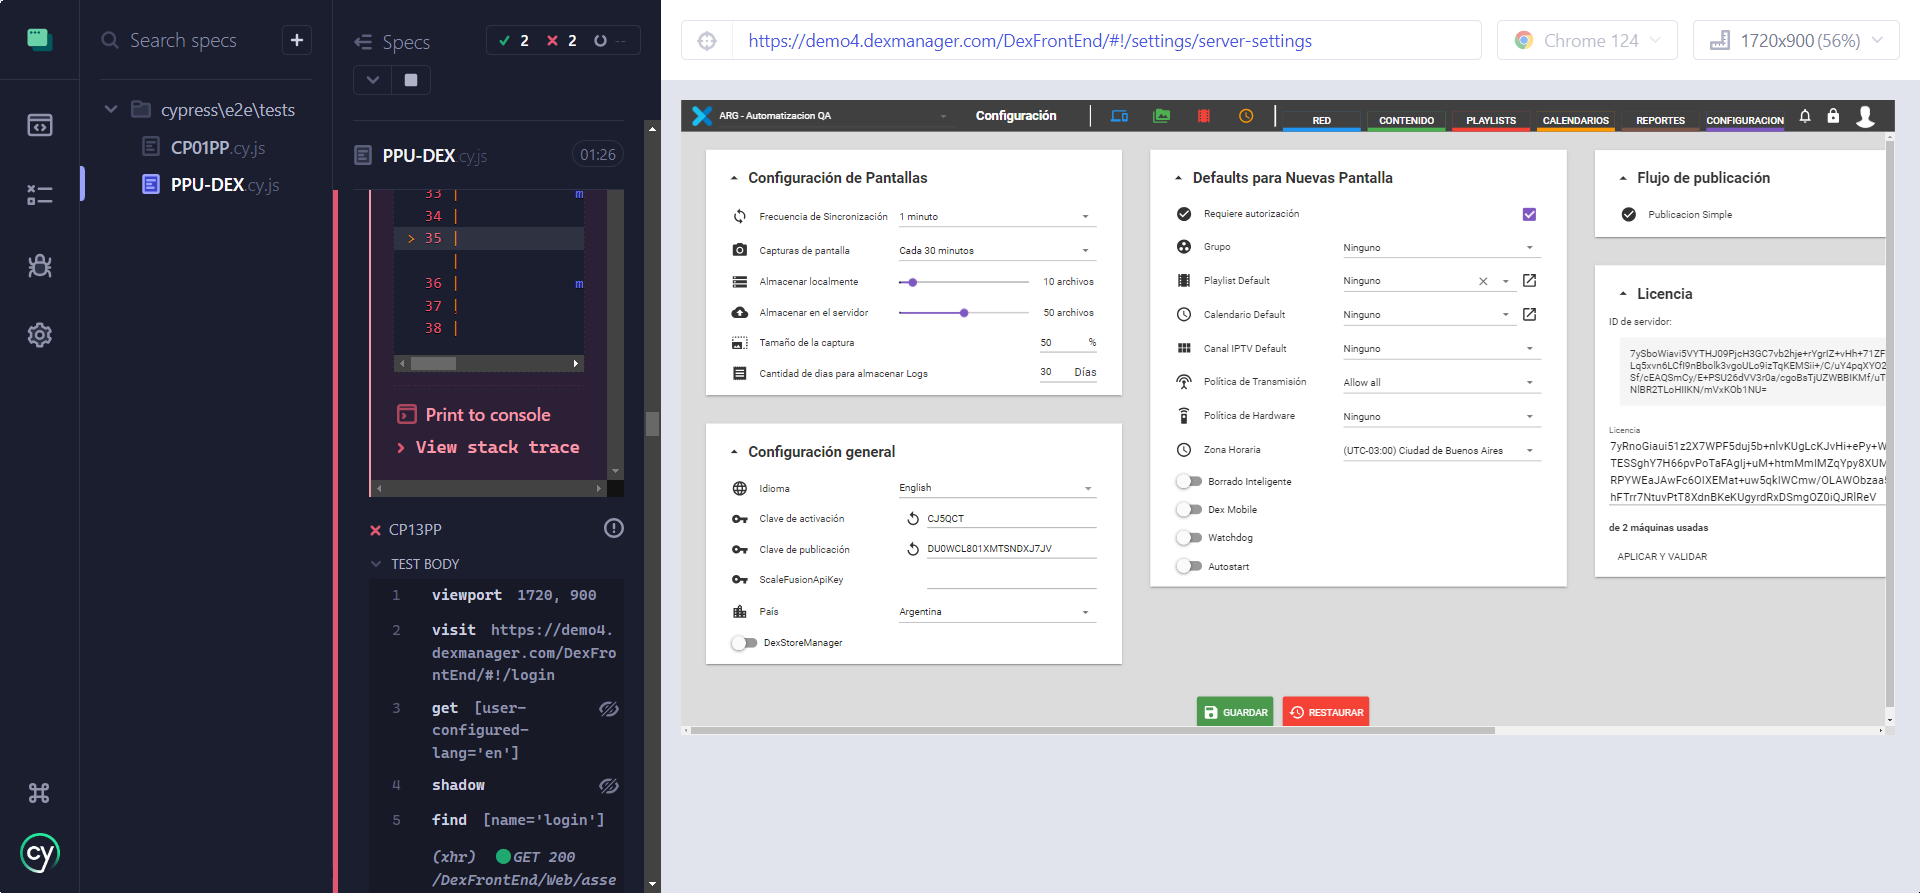 Search specs
cypress\e2e\tests
CP01PP.cy.js
PPU-DEX.cy.js
Specs
2
2
--
PPU-DEX.cy.js
01:26
33 | m
34 |
> 35 |
|
36 | m
37 |
38 |
Print to console
View stack trace
CP13PP
TEST BODY
1 viewport 1720, 900
2 visit https://demo4.
dexmanager.com/DexFro
ntEnd/#!/login
3 get [user-
configured-
lang='en']
4 shadow
5 find [name='login']
(xhr) GET 200
/DexFrontEnd/Web/asse
cy
https://demo4.dexmanager.com/DexFrontEnd/#!/settings/server-settings
Chrome 124
1720x900 (56%)
ARG - Automatizacion QA
Configuración
RED
CONTENIDO
PLAYLISTS
CALENDARIOS
REPORTES
CONFIGURACION
Configuración de Pantallas
Frecuencia de Sincronización 1 minuto
Capturas de pantalla Cada 30 minutos
Almacenar localmente 10 archivos
Almacenar en el servidor 50 archivos
Tamaño de la captura 50 %
Cantidad de dias para almacenar Logs 30 Días
Configuración general
Idioma English
Clave de activación CJ5QCT
Clave de publicación DU0WCL801XMTSNDXJ7JV
ScaleFusionApiKey
País Argentina
DexStoreManager
Defaults para Nuevas Pantalla
Requiere autorización
Grupo Ninguno
Playlist Default Ninguno
Calendario Default Ninguno
Canal IPTV Default Ninguno
Política de Transmisión Allow all
Política de Hardware Ninguno
Zona Horaria (UTC-03:00) Ciudad de Buenos Aires
Borrado Inteligente
Dex Mobile
Watchdog
Autostart
Flujo de publicación
Publicacion Simple
Licencia
ID de servidor:
7ySboWiavi5VYTHJ09PjcH3GC7vb2hje+rYgrIZ+vHh+71ZF
Lq5xvn6LCfl9nBbolk3vgoULo9izTqKEMSii+/C/uY4pqXYO2
Sf/cEAQSmCy/E+PSU26dVV3r0a/cgoBsTjUZWBBIKMf/uT
NlBR2TLoHIIKN/mVxKOb1NU=
Licencia
7yRnoGiaui51z2X7WPF5duj5b+nlvKUgLcKJvHi+ePy+W
TESSghY7H66pvPoTaFAgIj+uM+htmMmIMZqYpy8XUM
RPYWEaJAwFc6OIXEMat+uw5qkIWCmw/OLAWObzaa5
hFTrr7NtuvPtT8XdnBKeKUgyrdRxDSmgOZ0iQJRlReV
de 2 máquinas usadas
APLICAR Y VALIDAR
GUARDAR
RESTAURAR